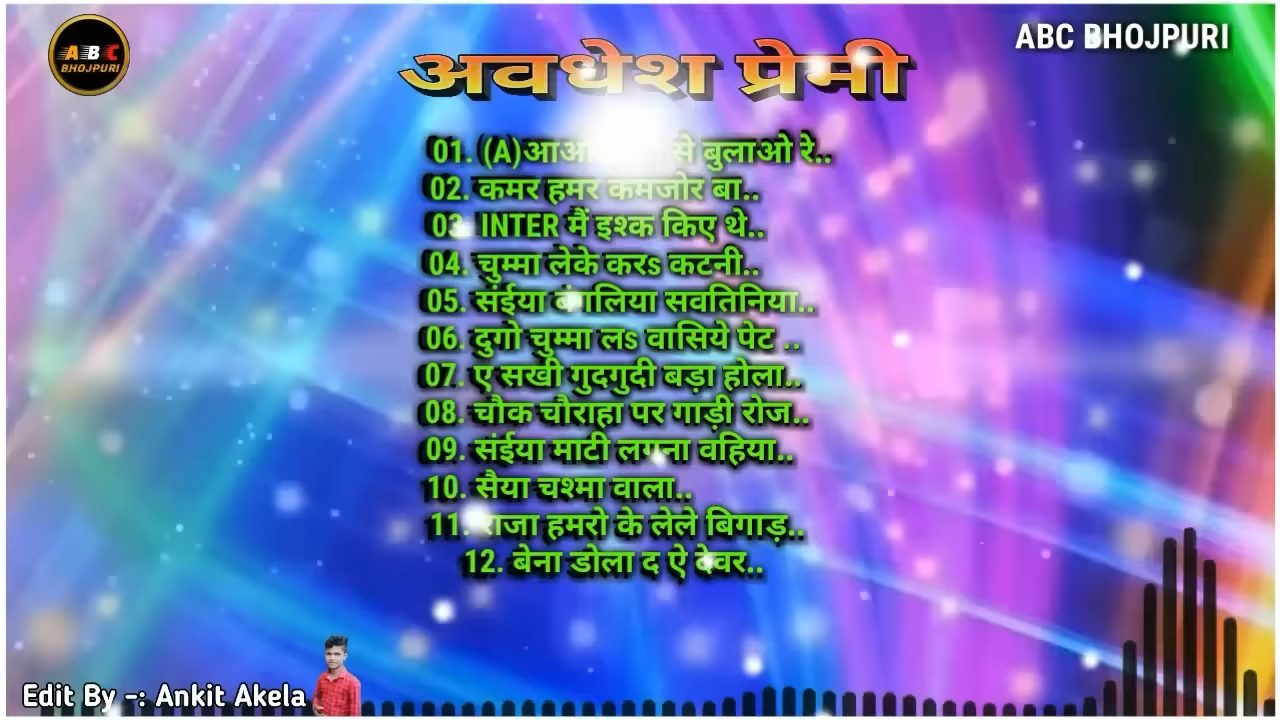 A B C
BHOJPURI
ABC BHOJPURI
अवधेश प्रेमी
01. (A) से बुलाओ रे..
02. कमर हमर कमजोर बा..
03. INTER मैं इश्क किए थे..
04. चुम्मा लेके करs कटनी..
05. संईया बंगलिया सवतिनिया..
06. दुगो चुम्मा लs वासिये पेट ..
07. ए सखी गुदगुदी बड़ा होला..
08. चौक चौराहा पर गाड़ी रोज..
09. संईया माटी लगना वहिया..
10. सैया चश्मा वाला..
11. राजा हमरो के लेले बिगाड़..
12. बेना डोला द ऐ देवर..
Edit By -: Ankit Akela